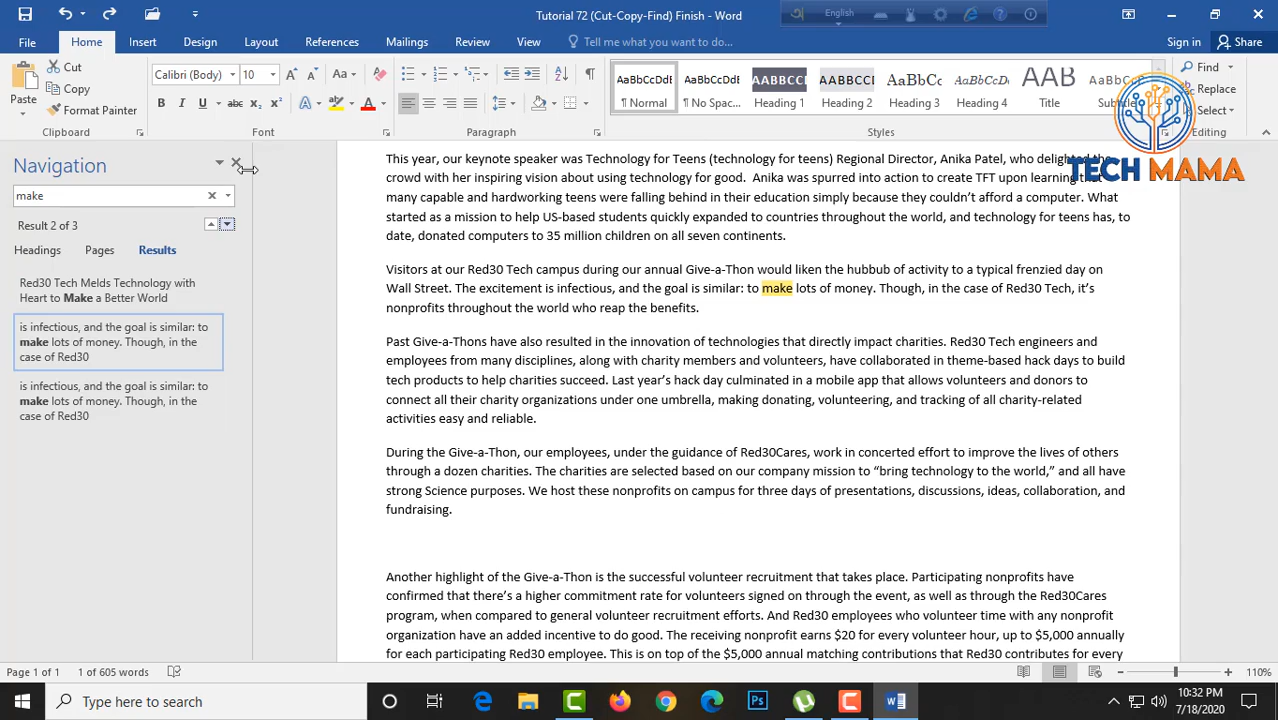 Tutorial 72 (Cut-Copy-Find) Finish - Word
English
File Home Insert Design Layout References Mailings Review View Tell me what you want to do... Sign in Share
Paste
Cut
Copy
Format Painter
Calibri (Body) 10
Aa
B I U abc x₂ x²
AaBbCcDdE ¶ Normal
AaBbCcDdE ¶ No Spac...
AABBCCI Heading 1
AABBCCDE Heading 2
AaBbCc Heading 3
AaBbCcDd Heading 4
AAB Title
AaBbCcD Subtitle
Find
Replace
Select
Clipboard Font Paragraph Styles Editing
TECH MAMA
Navigation
make
Result 2 of 3
Headings Pages Results
Red30 Tech Melds Technology with
Heart to Make a Better World
is infectious, and the goal is similar: to
make lots of money. Though, in the
case of Red30
is infectious, and the goal is similar: to
make lots of money. Though, in the
case of Red30
This year, our keynote speaker was Technology for Teens (technology for teens) Regional Director, Anika Patel, who delighted the
crowd with her inspiring vision about using technology for good. Anika was spurred into action to create TFT upon learning that
many capable and hardworking teens were falling behind in their education simply because they couldn’t afford a computer. What
started as a mission to help US-based students quickly expanded to countries throughout the world, and technology for teens has, to
date, donated computers to 35 million children on all seven continents.
Visitors at our Red30 Tech campus during our annual Give-a-Thon would liken the hubbub of activity to a typical frenzied day on
Wall Street. The excitement is infectious, and the goal is similar: to make lots of money. Though, in the case of Red30 Tech, it’s
nonprofits throughout the world who reap the benefits.
Past Give-a-Thons have also resulted in the innovation of technologies that directly impact charities. Red30 Tech engineers and
employees from many disciplines, along with charity members and volunteers, have collaborated in theme-based hack days to build
tech products to help charities succeed. Last year’s hack day culminated in a mobile app that allows volunteers and donors to
connect all their charity organizations under one umbrella, making donating, volunteering, and tracking of all charity-related
activities easy and reliable.
During the Give-a-Thon, our employees, under the guidance of Red30Cares, work in concerted effort to improve the lives of others
through a dozen charities. The charities are selected based on our company mission to “bring technology to the world,” and all have
strong Science purposes. We host these nonprofits on campus for three days of presentations, discussions, ideas, collaboration, and
fundraising.
Another highlight of the Give-a-Thon is the successful volunteer recruitment that takes place. Participating nonprofits have
confirmed that there’s a higher commitment rate for volunteers signed on through the event, as well as through the Red30Cares
program, when compared to general volunteer recruitment efforts. And Red30 employees who volunteer time with any nonprofit
organization have an added incentive to do good. The receiving nonprofit earns $20 for every volunteer hour, up to $5,000 annually
for each participating Red30 employee. This is on top of the $5,000 annual matching contributions that Red30 contributes for every
Page 1 of 1 1 of 605 words 110%
Type here to search
10:32 PM
7/18/2020